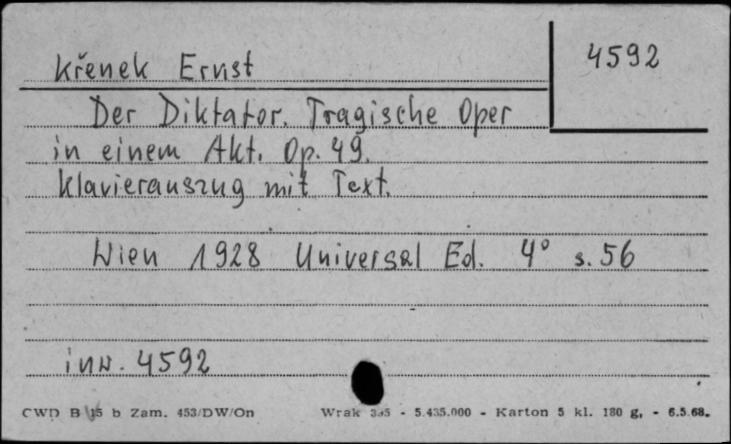 Křenek Ernst
4592
Der Diktator. Tragische Oper
in einem Akt. Op. 49.
Klavierauszug mit Text.
Wien 1928 Universal Ed. 4° s. 56
inw. 4592
CWD B 15 b Zam. 453/DW/On Wrak 335 - 5.435.000 - Karton 5 kl. 180 g, - 6.5.68.